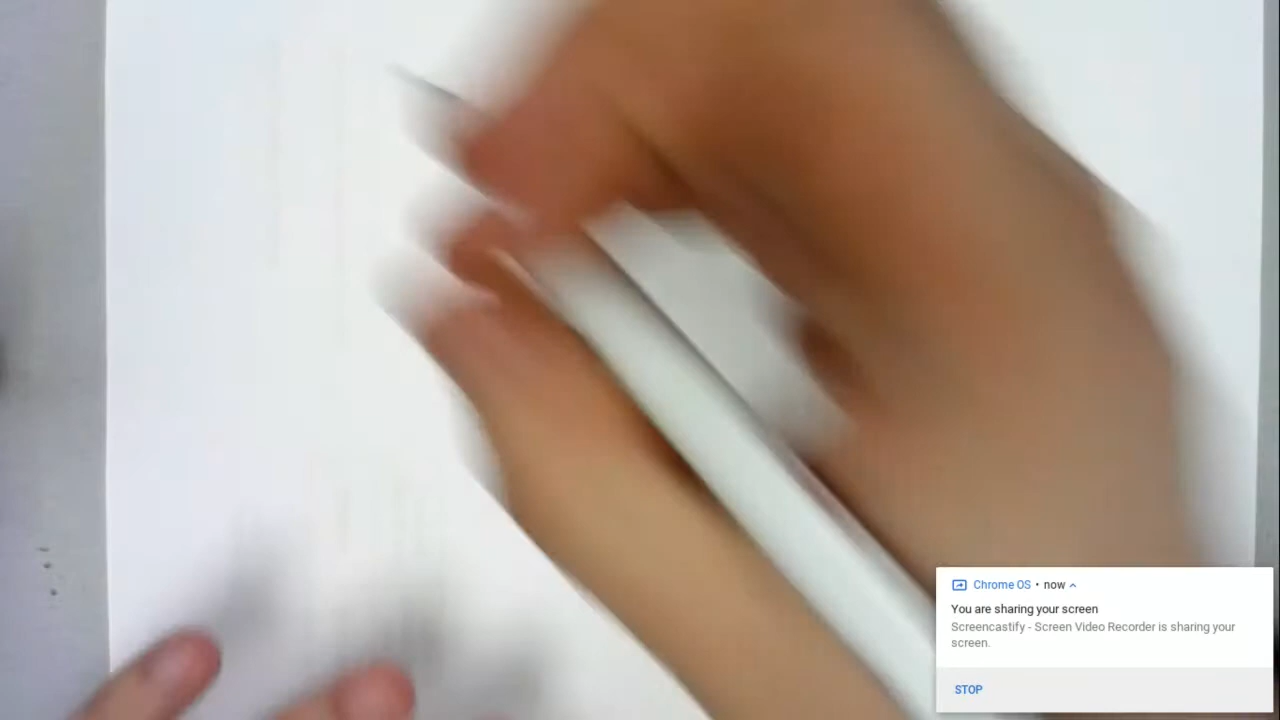 Chrome OS • now
You are sharing your screen
Screencastify - Screen Video Recorder is sharing your
screen.
STOP